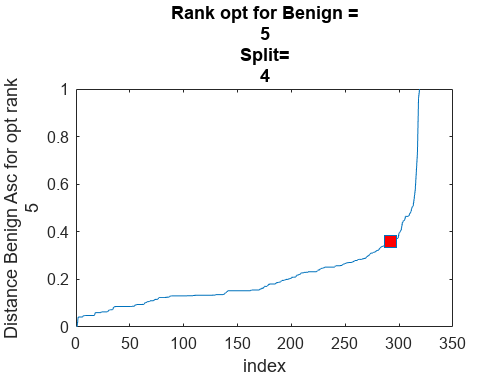 Rank opt for Benign =
5
Split=
4
Distance Benign Asc for opt rank
5
1
0.8
0.6
0.4
0.2
0
0 50 100 150 200 250 300 350
index